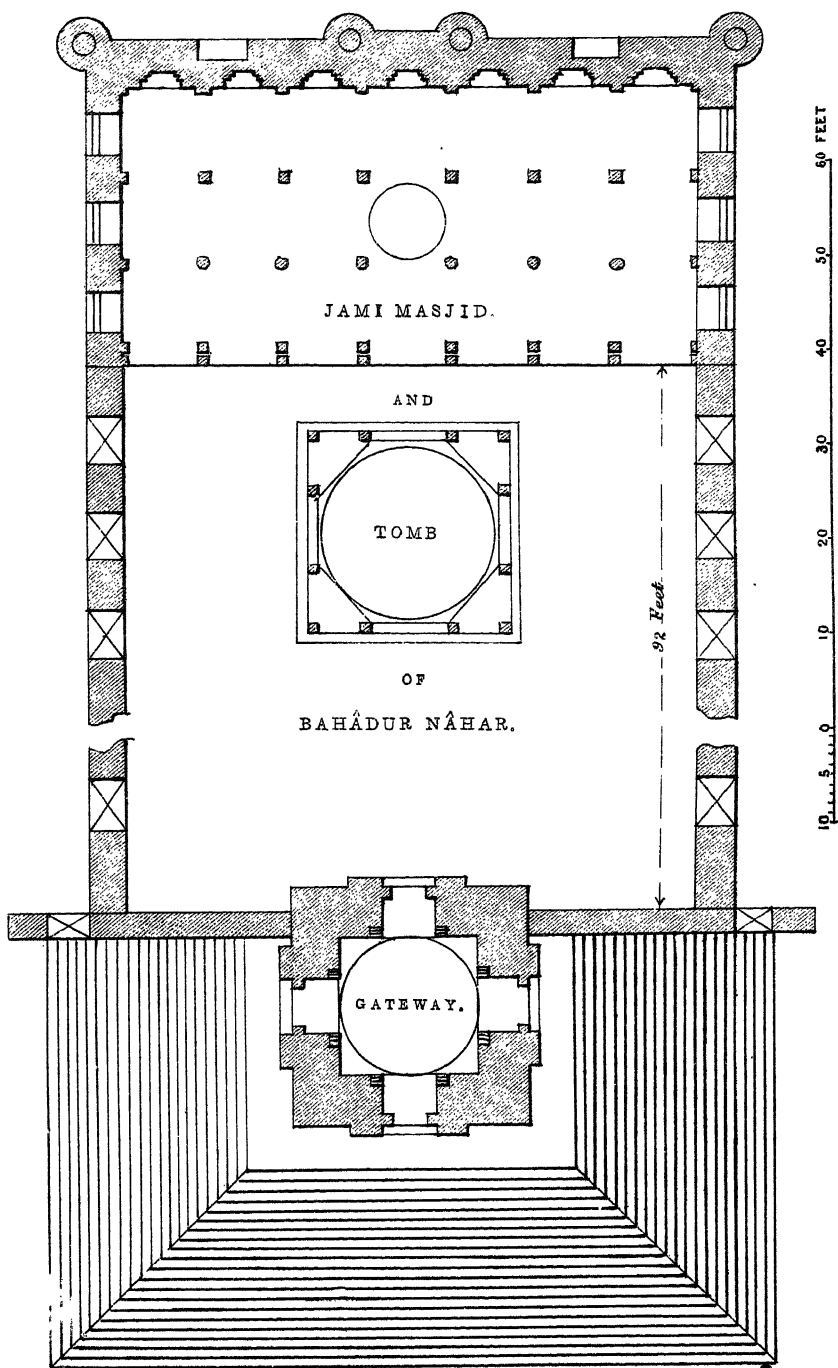 JAMI MASJID.
AND
TOMB
OF
BAHÂDUR NÂHAR.
GATEWAY.
92 Feet
60 FEET
50
40
30
20
10
0
5
10